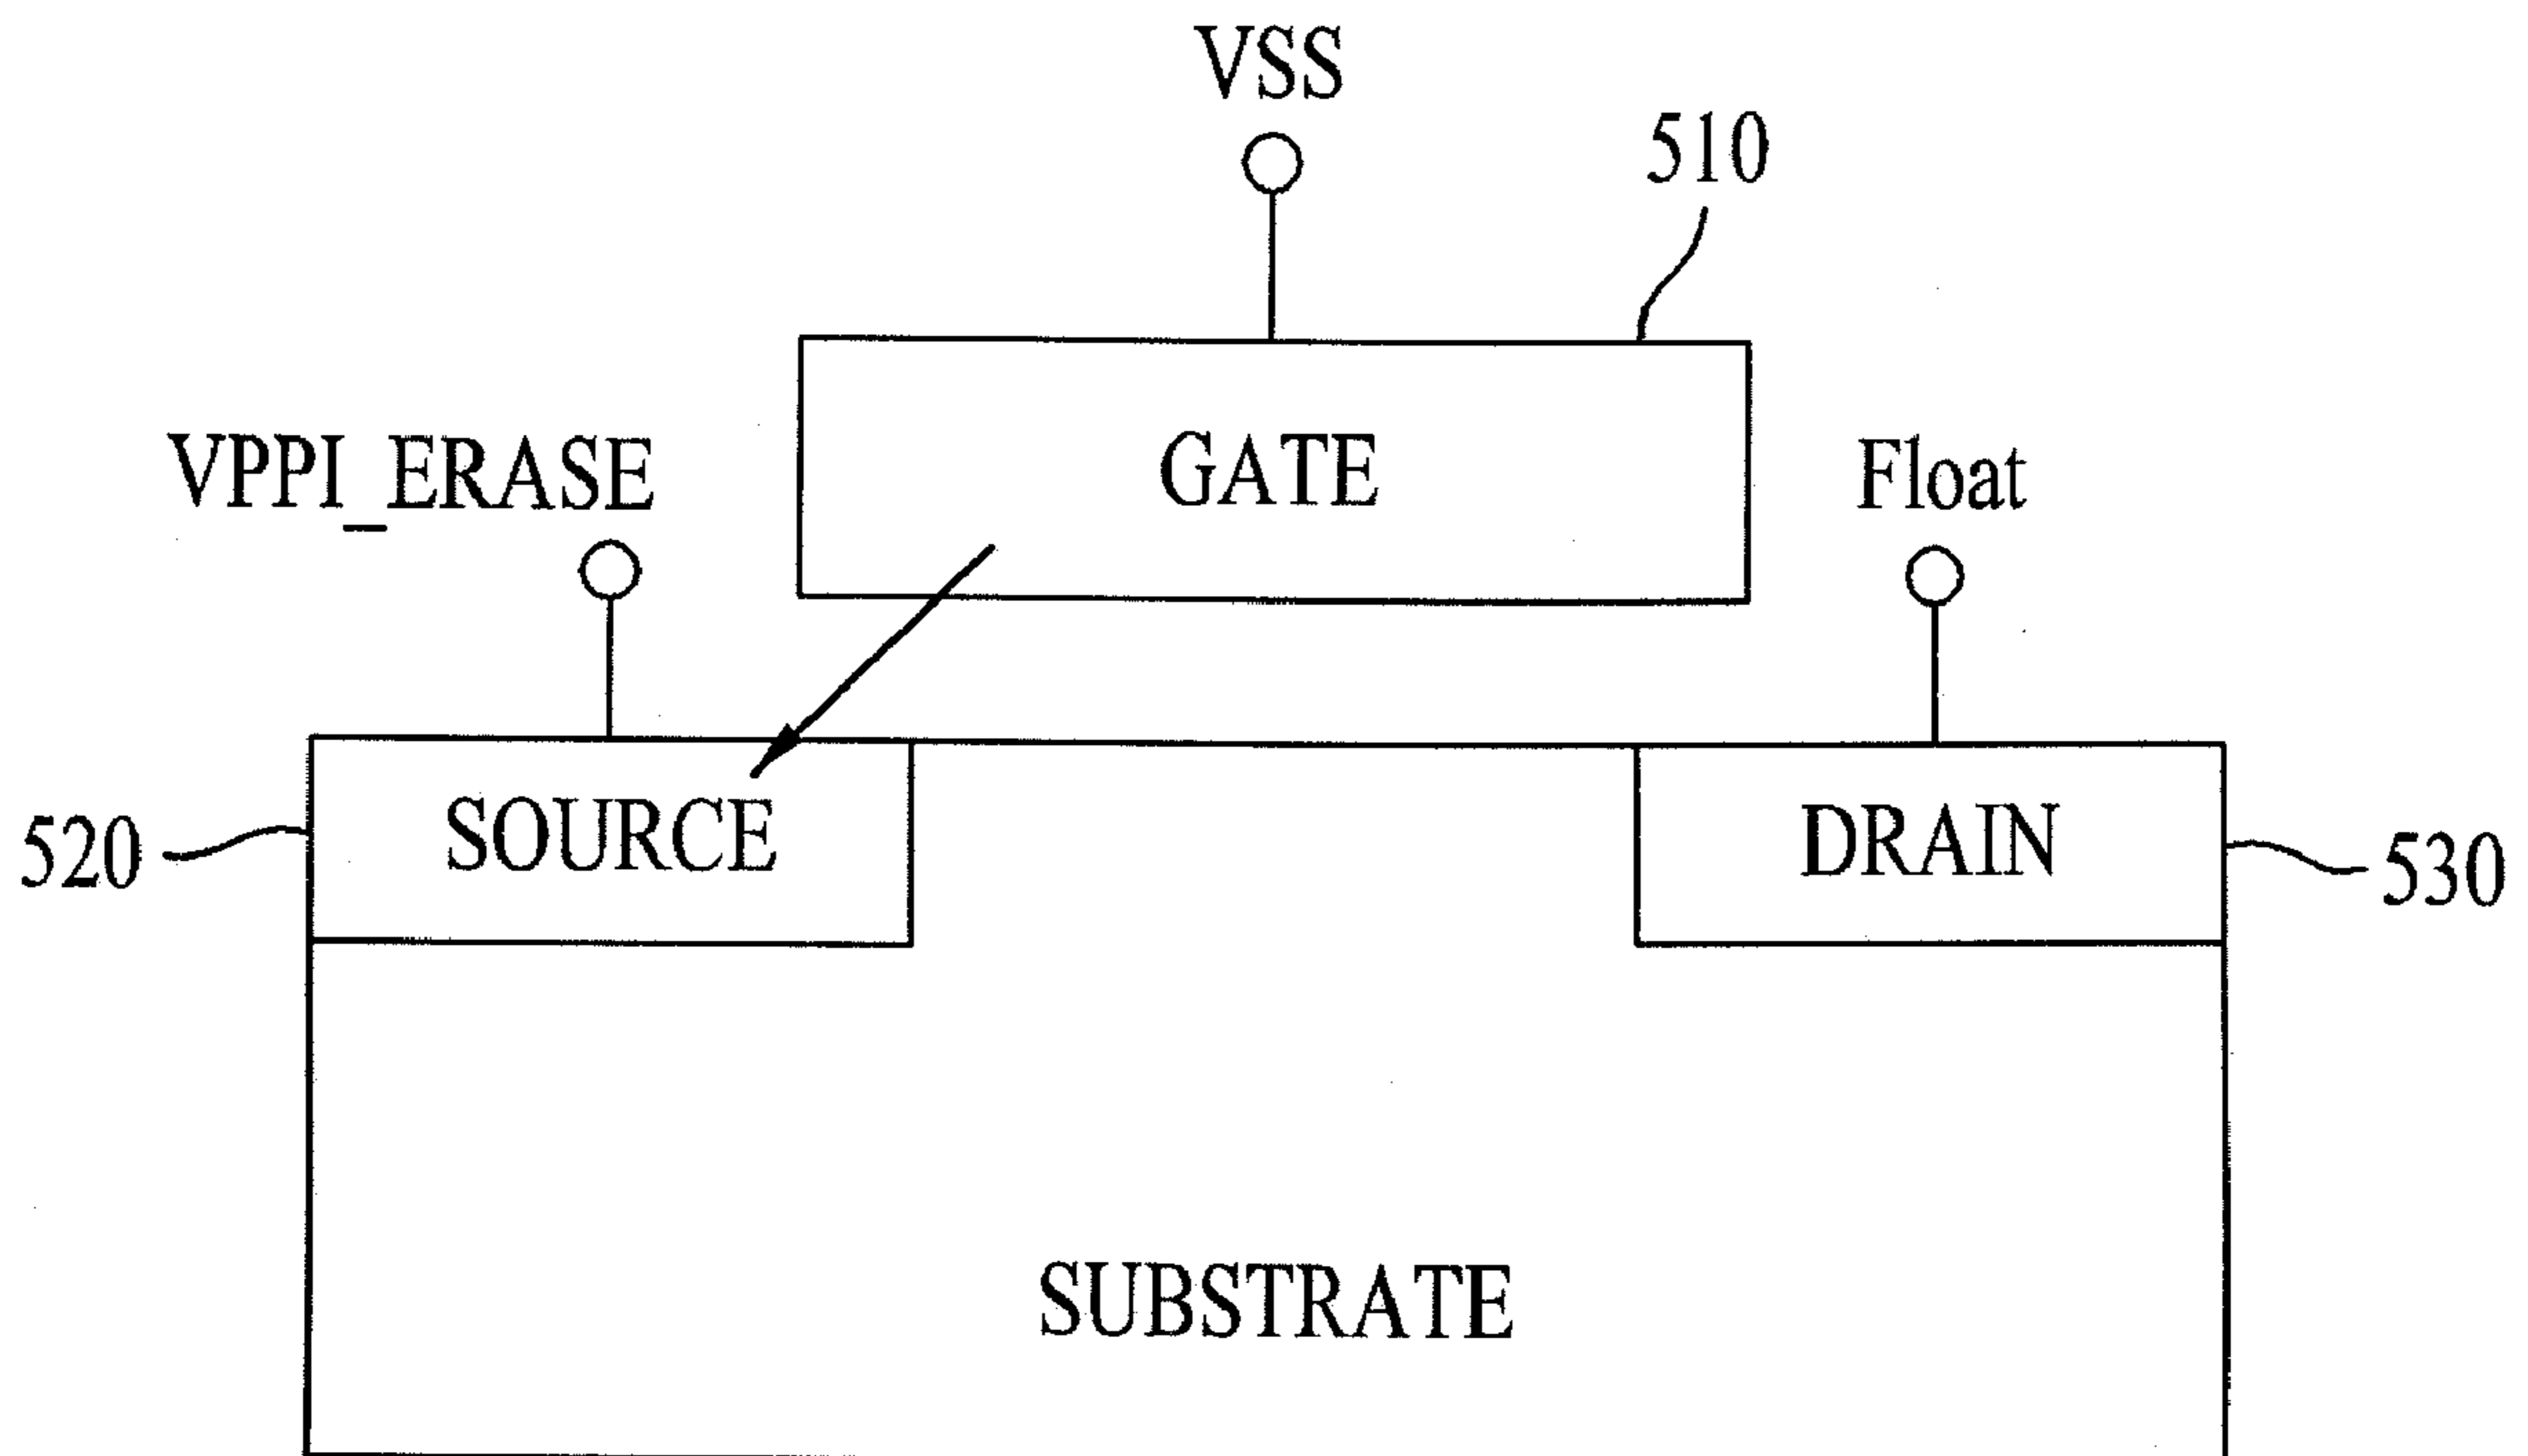 VSS
510
GATE
VPPI_ERASE
Float
SOURCE
DRAIN
520
530
SUBSTRATE